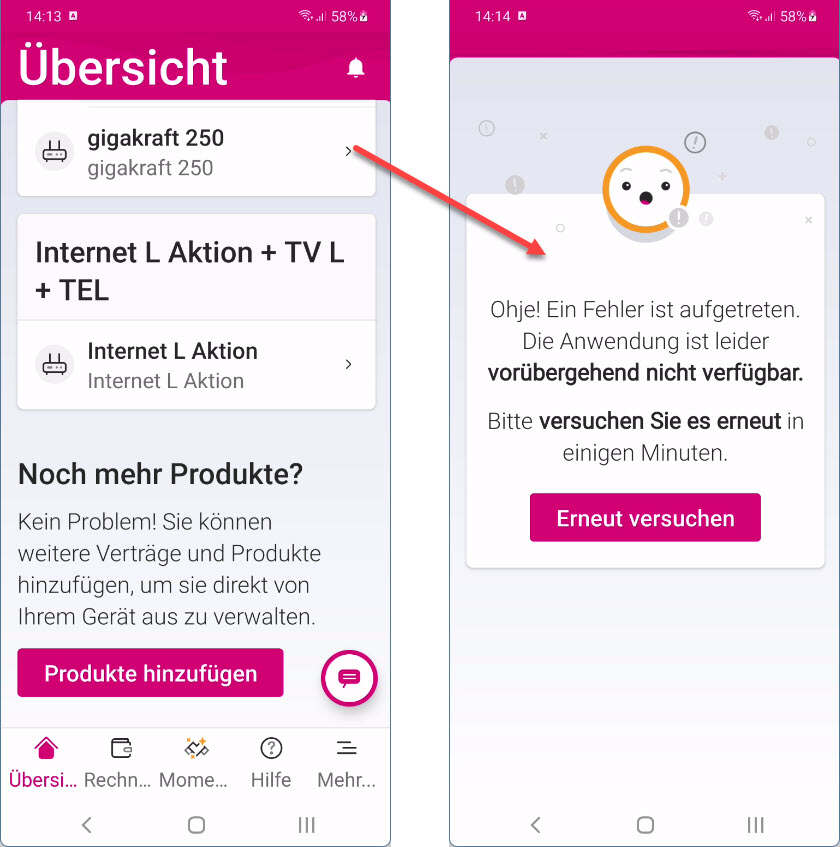 14:13
58%
Übersicht
gigakraft 250
gigakraft 250
Internet L Aktion + TV L
+ TEL
Internet L Aktion
Internet L Aktion
Noch mehr Produkte?
Kein Problem! Sie können
weitere Verträge und Produkte
hinzufügen, um sie direkt von
Ihrem Gerät aus zu verwalten.
Produkte hinzufügen
Übersi... Rechn... Mome... Hilfe Mehr...
14:14
58%
Ohje! Ein Fehler ist aufgetreten.
Die Anwendung ist leider
vorübergehend nicht verfügbar.
Bitte versuchen Sie es erneut in
einigen Minuten.
Erneut versuchen